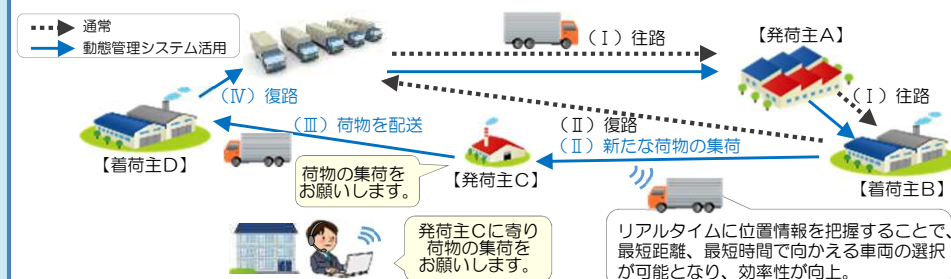 通常
動態管理システム活用
(Ⅰ)往路
【発荷主A】
(Ⅰ)往路
(Ⅳ)復路
(Ⅲ)荷物を配送
(Ⅱ)復路
(Ⅱ)新たな荷物の集荷
【着荷主D】
【発荷主C】
【着荷主B】
荷物の集荷を
お願いします。
発荷主Cに寄り
荷物の集荷を
お願いします。
リアルタイムに位置情報を把握することで、
最短距離、最短時間で向かえる車両の選択
が可能となり、効率性が向上。